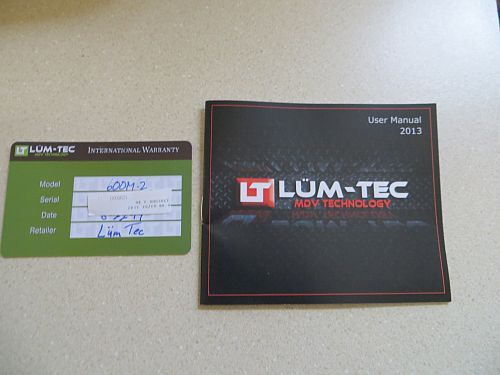 LT LÜM-TEC INTERNATIONAL WARRANTY
MDV TECHNOLOGY
Model 600M-2
Serial
Date
Retailer Lüm Tec
User Manual
2013
LT LÜM-TEC
MDV TECHNOLOGY